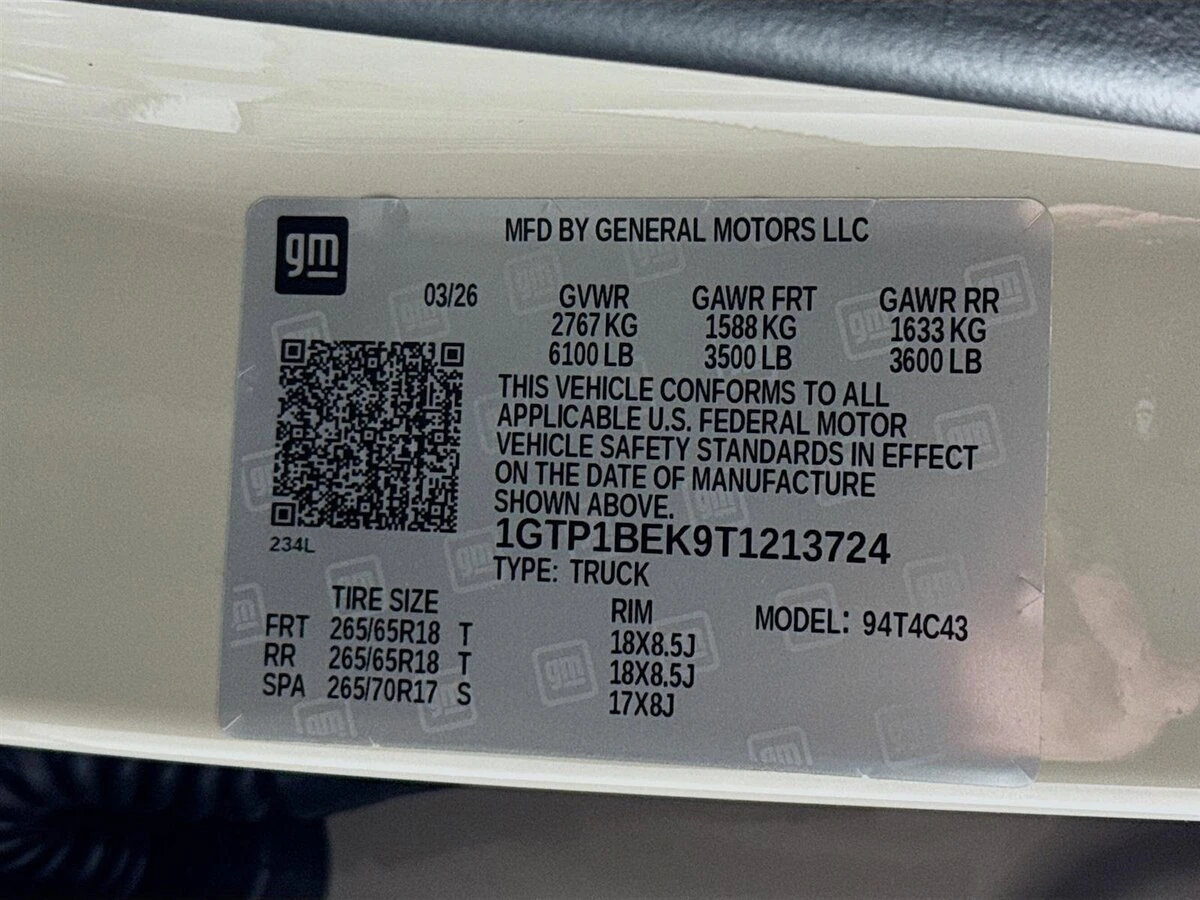 gm
MFD BY GENERAL MOTORS LLC
03/26 GVWR GAWR FRT GAWR RR
2767 KG 1588 KG 1633 KG
6100 LB 3500 LB 3600 LB
THIS VEHICLE CONFORMS TO ALL
APPLICABLE U.S. FEDERAL MOTOR
VEHICLE SAFETY STANDARDS IN EFFECT
ON THE DATE OF MANUFACTURE
SHOWN ABOVE.
234L
1GTP1BEK9T1213724
TYPE: TRUCK
TIRE SIZE RIM MODEL: 94T4C43
FRT 265/65R18 T 18X8.5J
RR 265/65R18 T 18X8.5J
SPA 265/70R17 S 17X8J